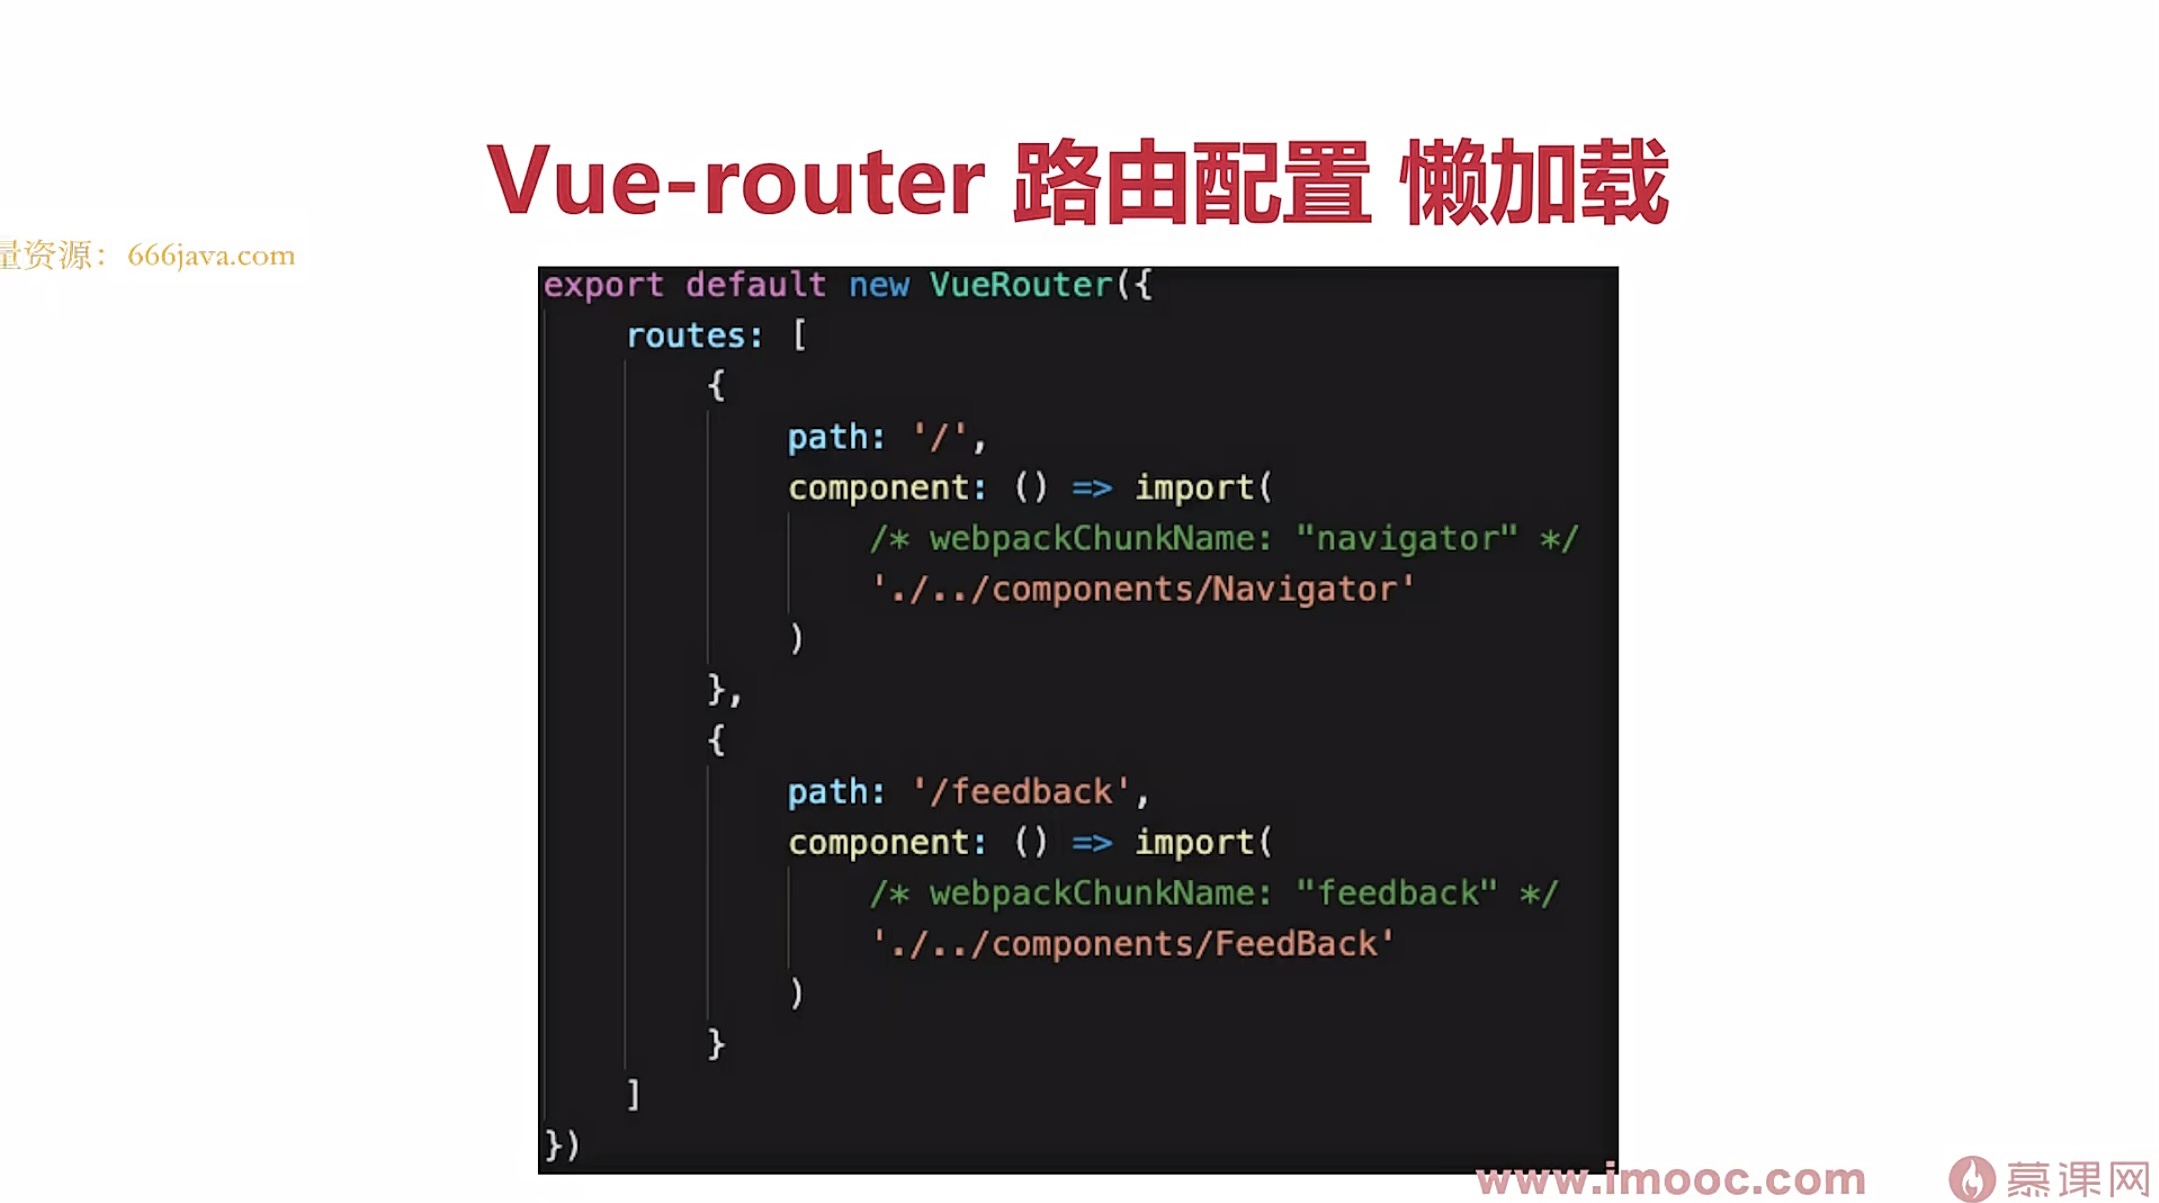 Vue-router 路由配置 懒加载
量资源：666java.com
export default new VueRouter({
routes: [
{
path: '/',
component: () => import(
/* webpackChunkName: "navigator" */
'./../components/Navigator'
)
},
{
path: '/feedback',
component: () => import(
/* webpackChunkName: "feedback" */
'./../components/FeedBack'
)
}
]
})
www.imooc.com
慕课网